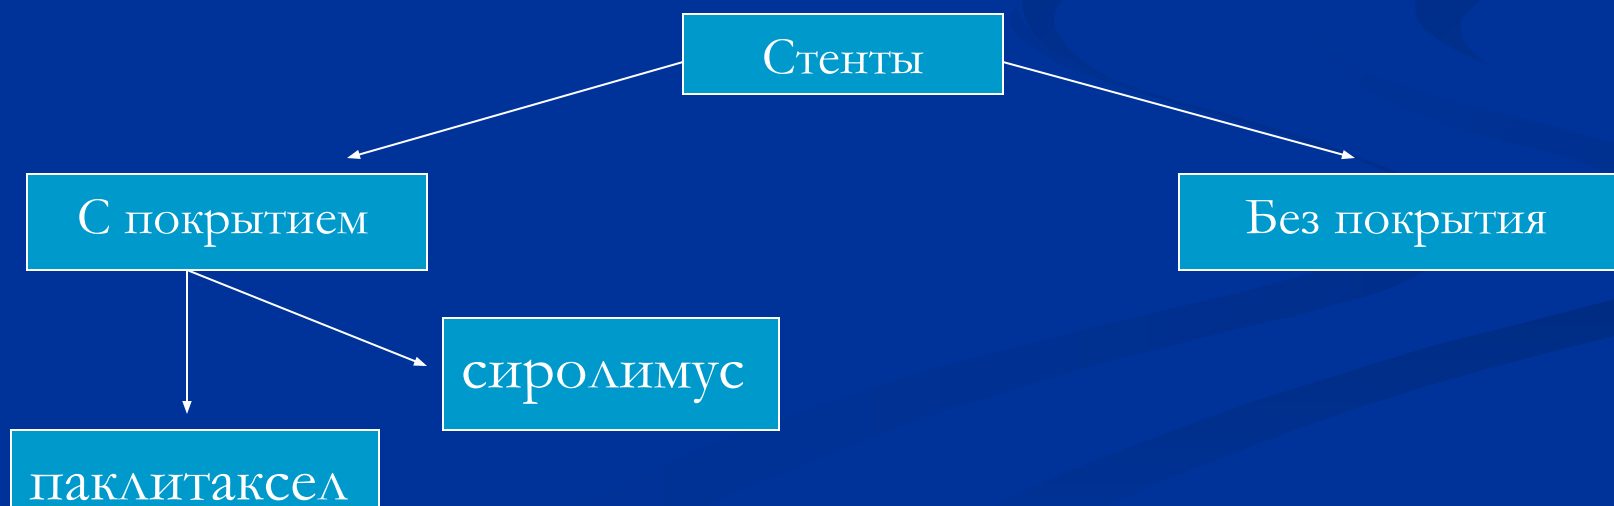 Стенты
С покрытием
Без покрытия
сиролимус
паклитаксел